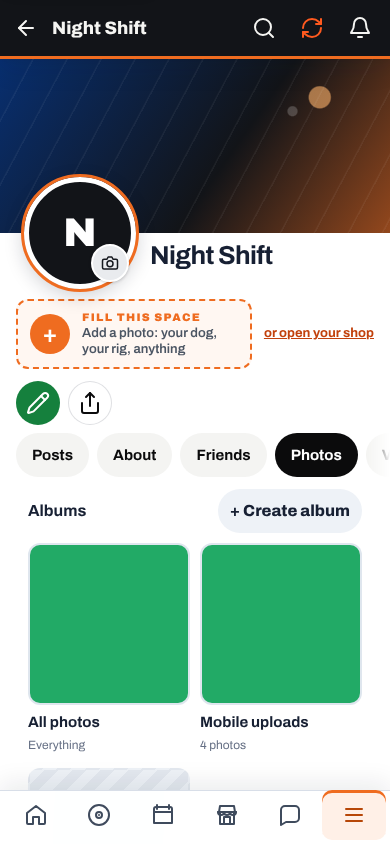 Night Shift
N
Night Shift
+
FILL THIS SPACE
Add a photo: your dog,
your rig, anything
or open your shop
Posts
About
Friends
Photos
Albums
+ Create album
All photos
Everything
Mobile uploads
4 photos